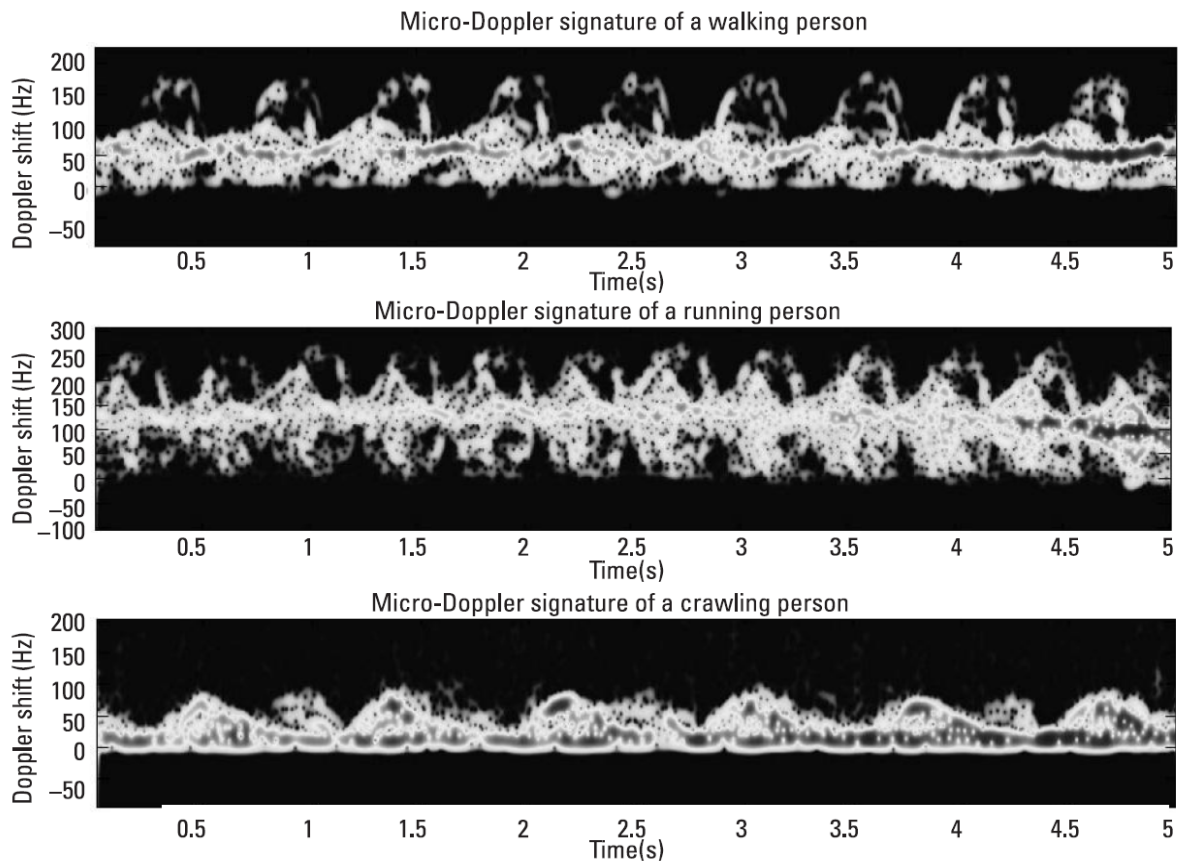 Micro-Doppler signature of a walking person
Doppler shift (Hz)
200
150
100
50
0
–50
0.5 1 1.5 2 2.5 3 3.5 4 4.5 5
Time(s)
Micro-Doppler signature of a running person
Doppler shift (Hz)
300
250
200
150
100
50
0
–50
–100
0.5 1 1.5 2 2.5 3 3.5 4 4.5 5
Time(s)
Micro-Doppler signature of a crawling person
Doppler shift (Hz)
200
150
100
50
0
–50
0.5 1 1.5 2 2.5 3 3.5 4 4.5 5
Time(s)